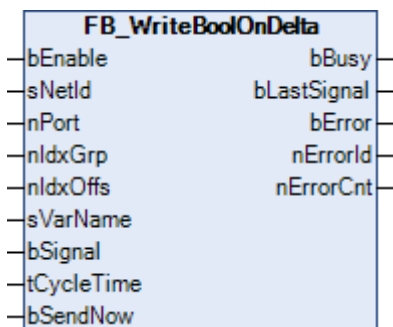 FB_WriteBoolOnDelta
bEnable bBusy
sNetId bLastSignal
nPort bError
nIdxGrp nErrorId
nIdxOffs nErrorCnt
sVarName
bSignal
tCycleTime
bSendNow